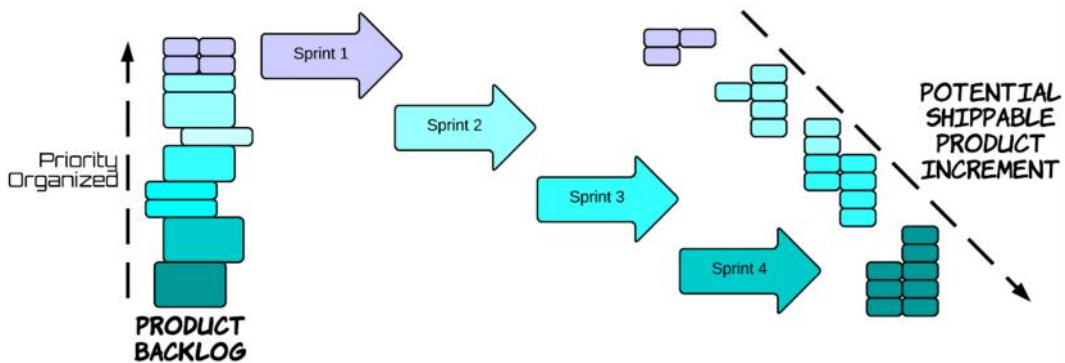 Priority
Organized
PRODUCT
BACKLOG
Sprint 1
Sprint 2
Sprint 3
Sprint 4
POTENTIAL
SHIPPABLE
PRODUCT
INCREMENT